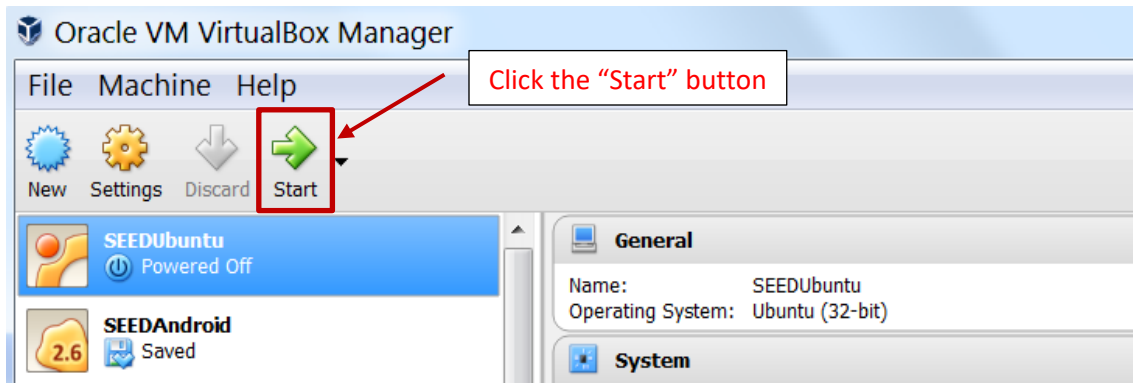 Oracle VM VirtualBox Manager
File Machine Help
Click the “Start” button
New Settings Discard Start
SEEDUbuntu
Powered Off
General
Name: SEEDUbuntu
Operating System: Ubuntu (32-bit)
SEEDAndroid
2.6 Saved
System